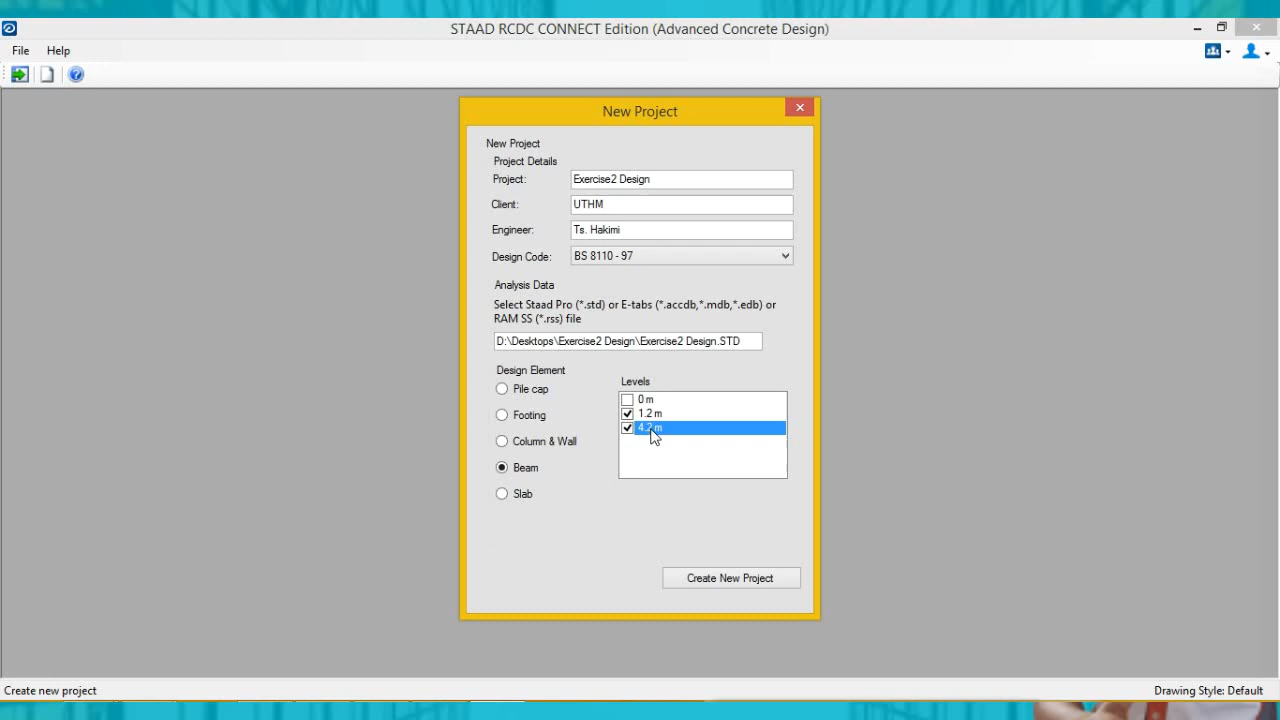 STAAD RCDC CONNECT Edition (Advanced Concrete Design)
File Help
New Project
New Project
Project Details
Project: Exercise2 Design
Client: UTHM
Engineer: Ts. Hakimi
Design Code: BS 8110 - 97
Analysis Data
Select Staad Pro (*.std) or E-tabs (*.accdb,*.mdb,*.edb) or
RAM SS (*.rss) file
D:\Desktops\Exercise2 Design\Exercise2 Design.STD
Design Element
Levels
Pile cap
0 m
1.2 m
Footing
4.2 m
Column & Wall
Beam
Slab
Create New Project
Create new project
Drawing Style: Default